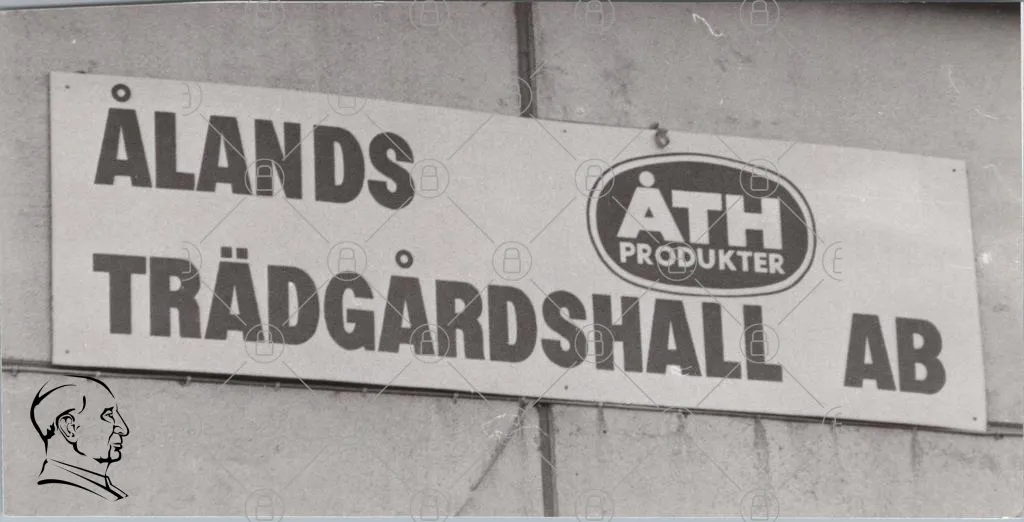 ÅLANDS
ÅTH
PRODUKTER
TRÄDGÅRDSHALL AB